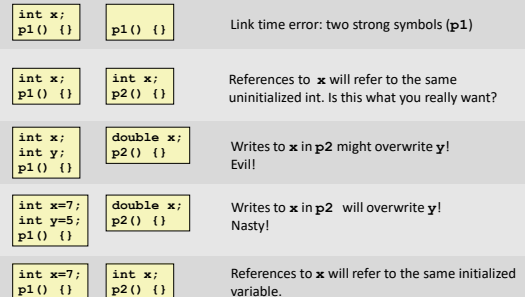 int x;
p1() {}
p1() {}
Link time error: two strong symbols (p1)
int x;
p1() {}
int x;
p2() {}
References to x will refer to the same
uninitialized int. Is this what you really want?
int x;
int y;
p1() {}
double x;
p2() {}
Writes to x in p2 might overwrite y!
Evil!
int x=7;
int y=5;
p1() {}
double x;
p2() {}
Writes to x in p2 will overwrite y!
Nasty!
int x=7;
p1() {}
int x;
p2() {}
References to x will refer to the same initialized
variable.